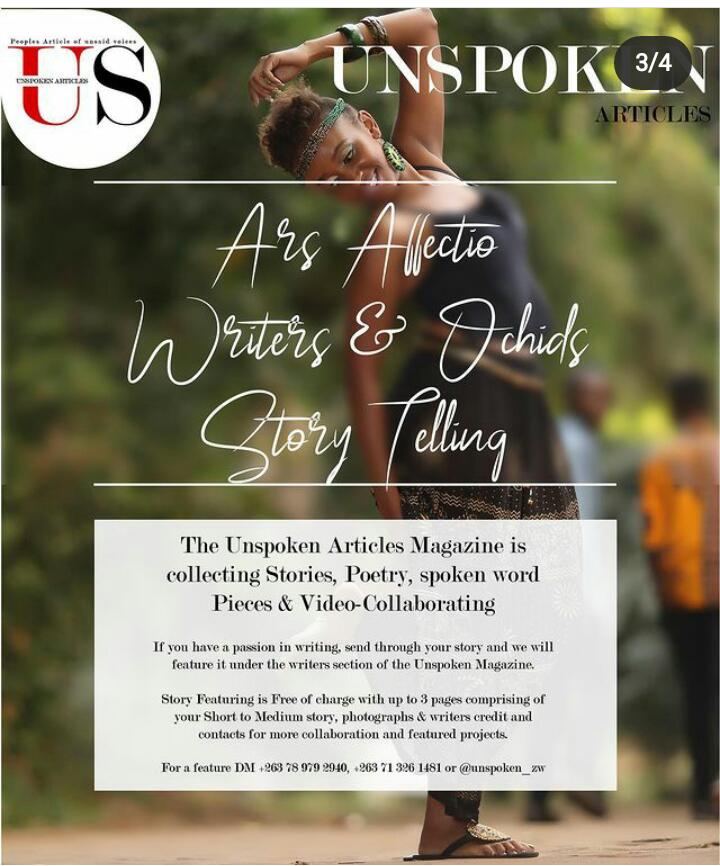 Peoples Article of unsaid voices
US
UNSPOKEN ARTICLES
UNSPOKEN
3/4
ARTICLES
Ars Affectio
Writers & Ochids
Story Telling
The Unspoken Articles Magazine is
collecting Stories, Poetry, spoken word
Pieces & Video-Collaborating
If you have a passion in writing, send through your story and we will
feature it under the writers section of the Unspoken Magazine.
Story Featuring is Free of charge with up to 3 pages comprising of
your Short to Medium story, photographs & writers credit and
contacts for more collaboration and featured projects.
For a feature DM +263 78 979 2940, +263 71 326 1481 or @unspoken_zw